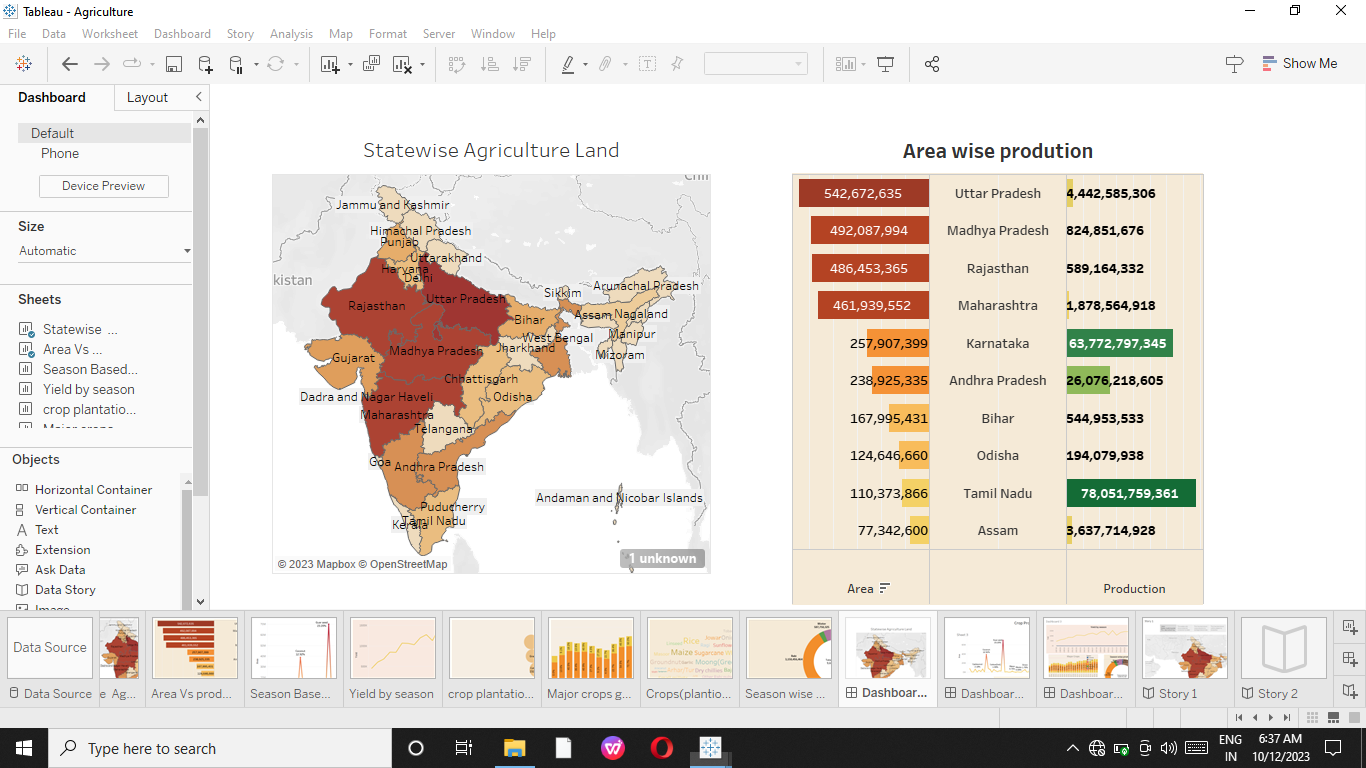 Tableau - Agriculture
File Data Worksheet Dashboard Story Analysis Map Format Server Window Help
Show Me
Dashboard Layout
Default
Phone
Device Preview
Size
Automatic
Sheets
Statewise ...
Area Vs ...
Season Based...
Yield by season
crop plantatio...
Major crops
Objects
Horizontal Container
Vertical Container
Text
Extension
Ask Data
Data Story
Image
Statewise Agriculture Land
Jammu and Kashmir
Himachal Pradesh
Punjab
Uttarakhand
Haryana
Delhi
kistan
Arunachal Pradesh
Sikkim
Rajasthan
Uttar Pradesh
Bihar
Assam Nagaland
West Bengal
Manipur
Jharkhand
Mizoram
Gujarat
Madhya Pradesh
Chhattisgarh
Dadra and Nagar Haveli
Odisha
Maharashtra
Telangana
Goa
Andhra Pradesh
Andaman and Nicobar Islands
Puducherry
Tamil Nadu
Kerala
1 unknown
© 2023 Mapbox © OpenStreetMap
Area wise prodution
542,672,635 Uttar Pradesh 4,442,585,306
492,087,994 Madhya Pradesh 824,851,676
486,453,365 Rajasthan 589,164,332
461,939,552 Maharashtra 1,878,564,918
257,907,399 Karnataka 63,772,797,345
238,925,335 Andhra Pradesh 26,076,218,605
167,995,431 Bihar 544,953,533
124,646,660 Odisha 194,079,938
110,373,866 Tamil Nadu 78,051,759,361
77,342,600 Assam 3,637,714,928
Area Production
Data Source
Data Source e Ag... Area Vs prod... Season Base... Yield by season crop plantatio... Major crops g... Crops(plantio... Season wise ... Dashboar... Dashboar... Dashboar... Story 1 Story 2
Type here to search
ENG
IN
6:37 AM
10/12/2023